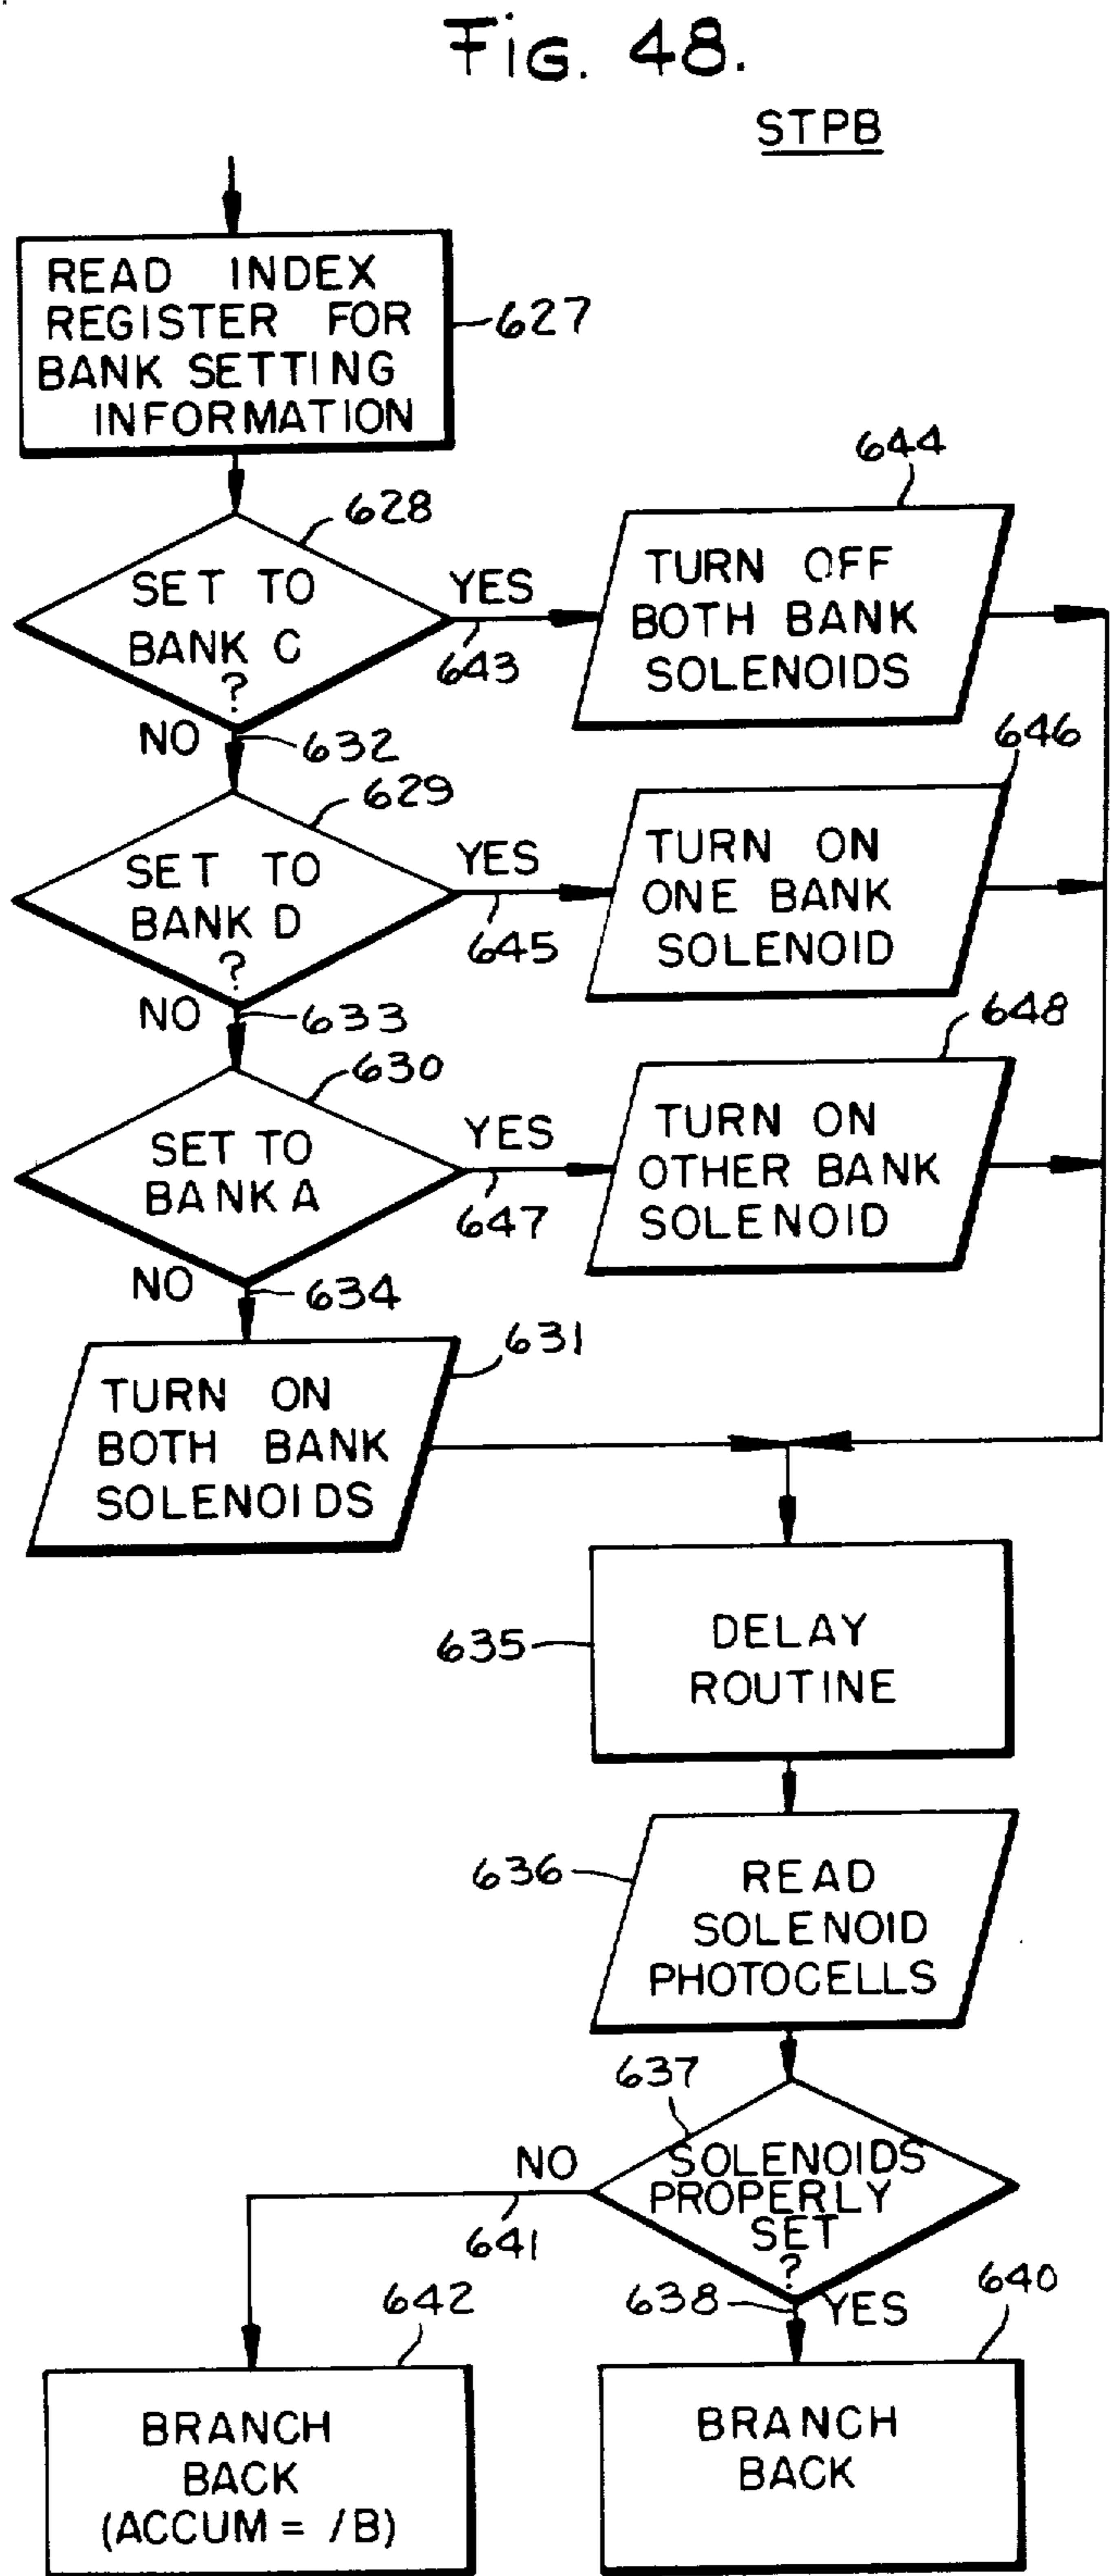 Fig. 48.
STPB
READ INDEX
REGISTER FOR
BANK SETTING
INFORMATION
627
644
628
SET TO
BANK C
?
YES
643
TURN OFF
BOTH BANK
SOLENOIDS
NO
632
646
629
SET TO
BANK D
?
YES
645
TURN ON
ONE BANK
SOLENOID
NO
633
648
630
SET TO
BANK A
YES
647
TURN ON
OTHER BANK
SOLENOID
NO
634
631
TURN ON
BOTH BANK
SOLENOIDS
635
DELAY
ROUTINE
636
READ
SOLENOID
PHOTOCELLS
637
NO
641
SOLENOIDS
PROPERLY
SET
?
638
YES
642
640
BRANCH
BACK
(ACCUM = /B)
BRANCH
BACK